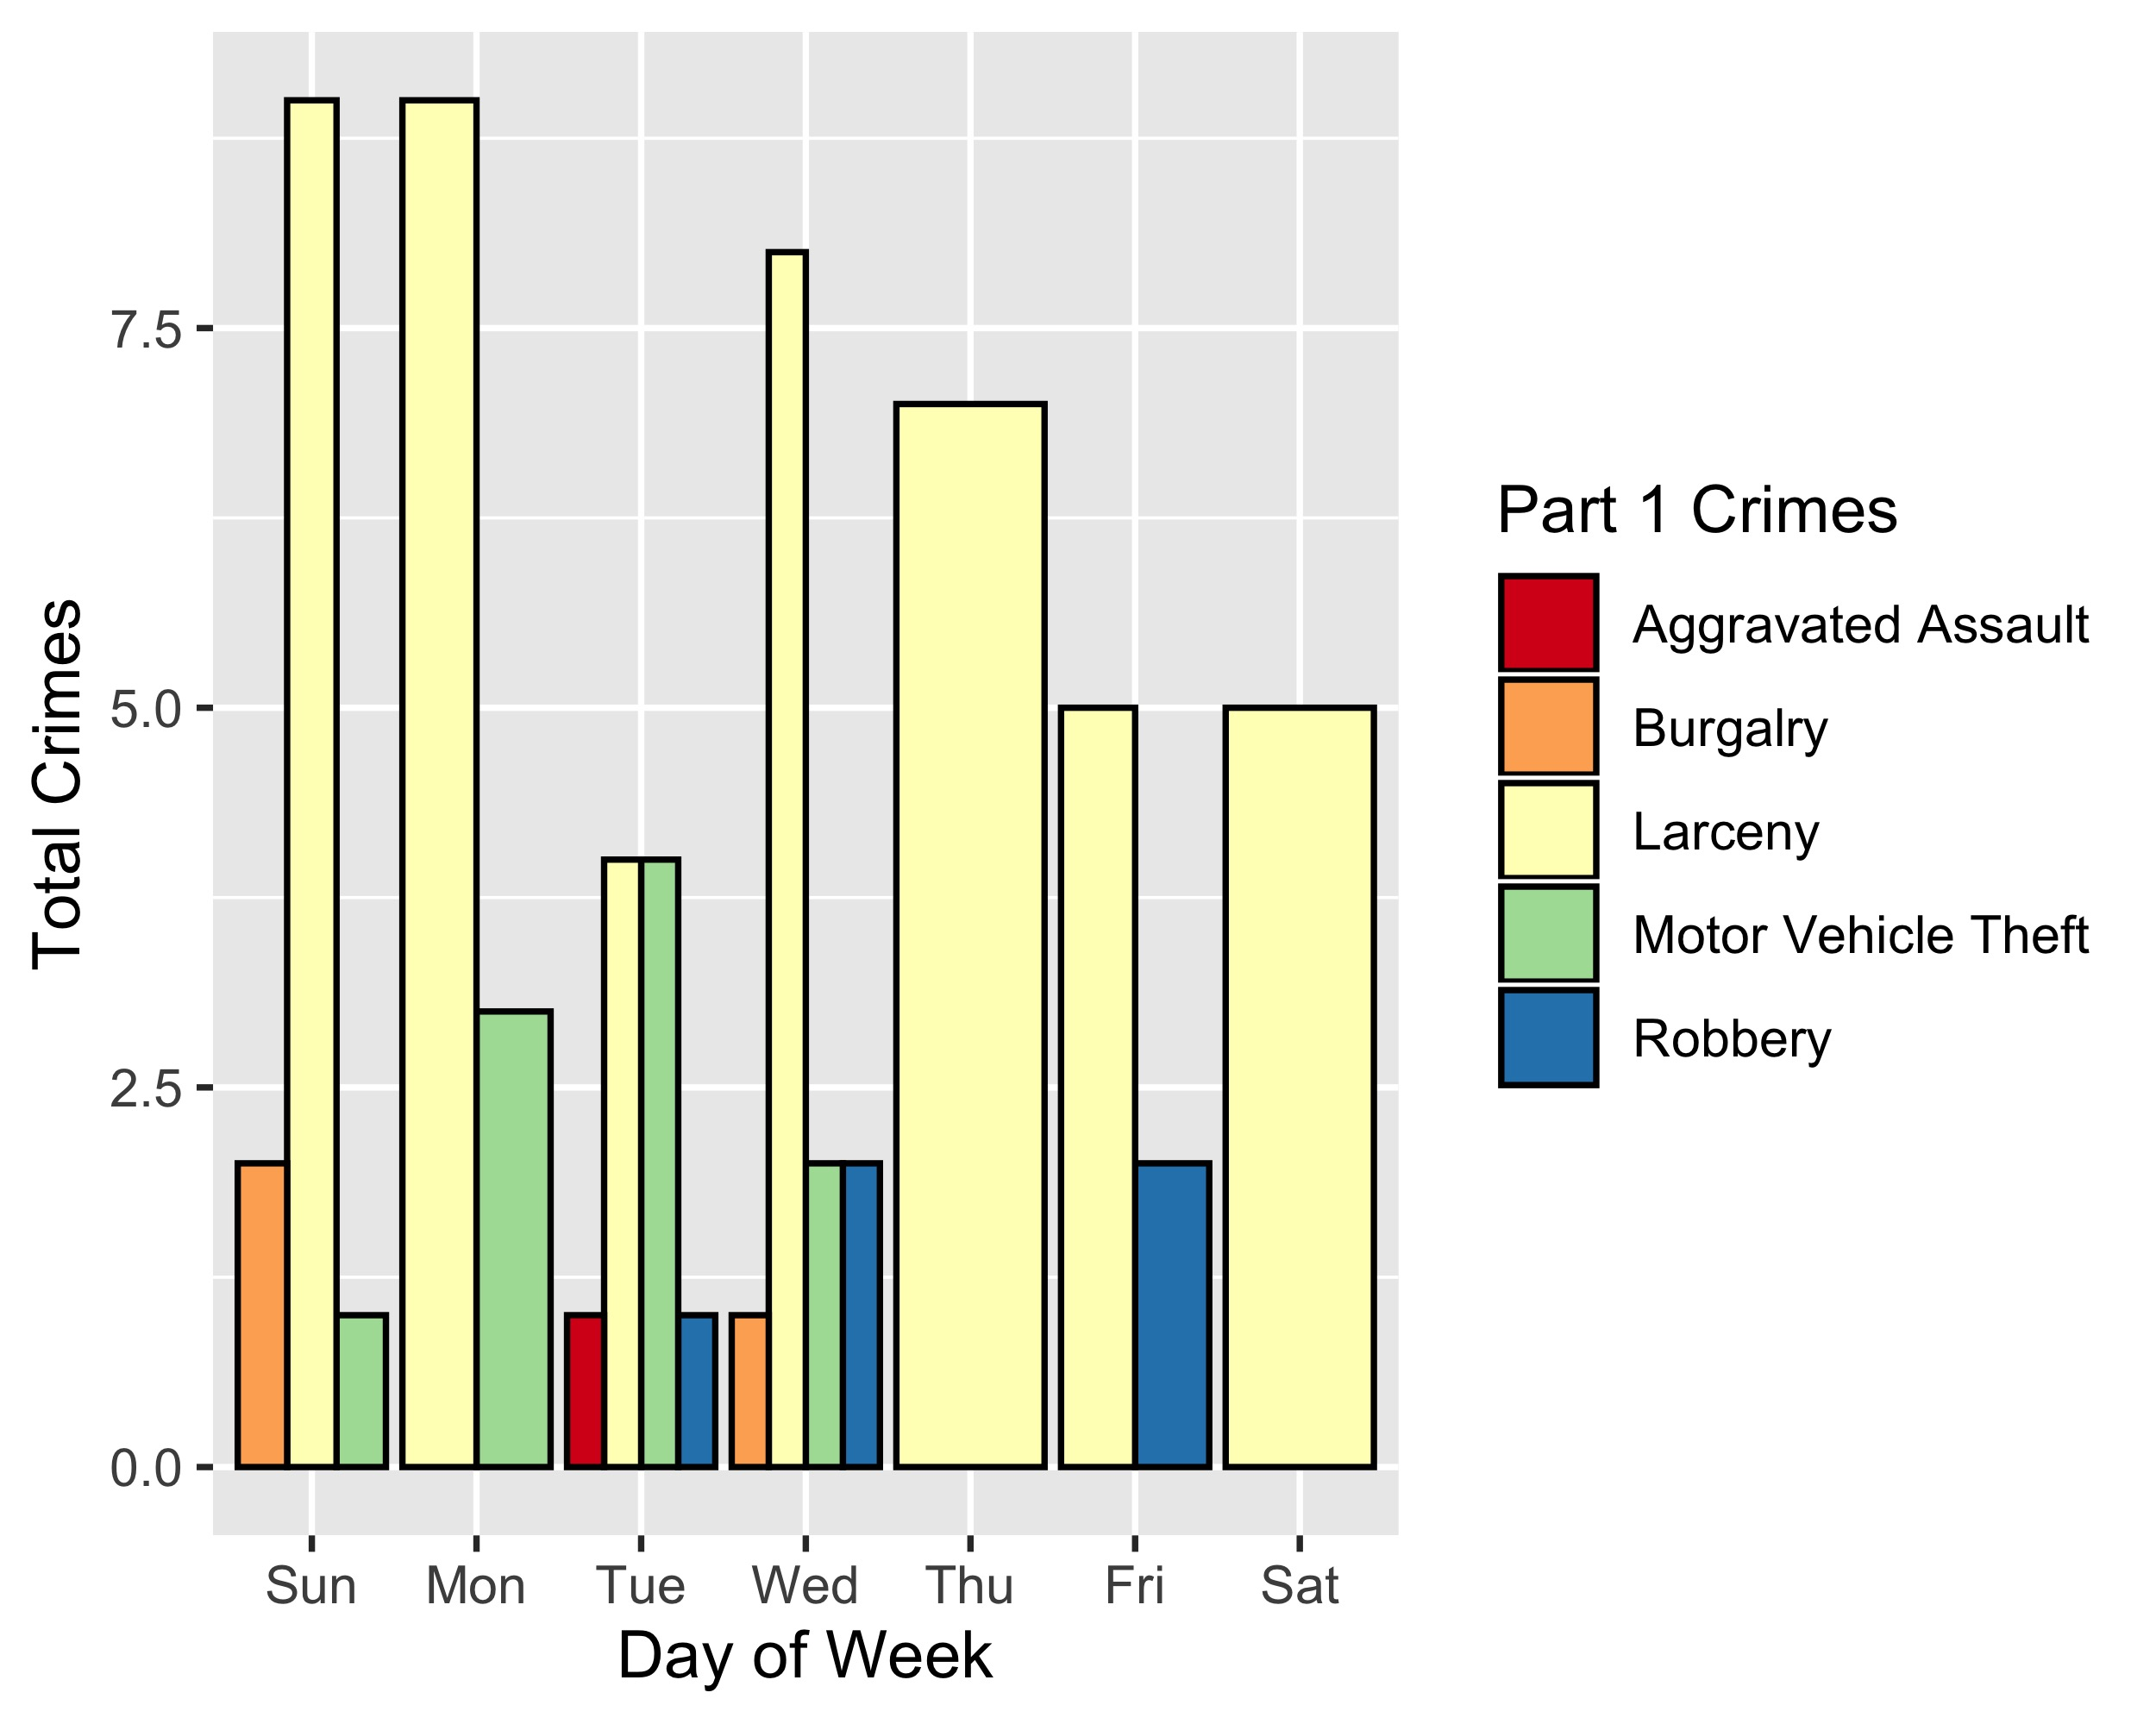 Total Crimes
7.5
5.0
2.5
0.0
Sun Mon Tue Wed Thu Fri Sat
Day of Week
Part 1 Crimes
Aggravated Assault
Burgalry
Larceny
Motor Vehicle Theft
Robbery